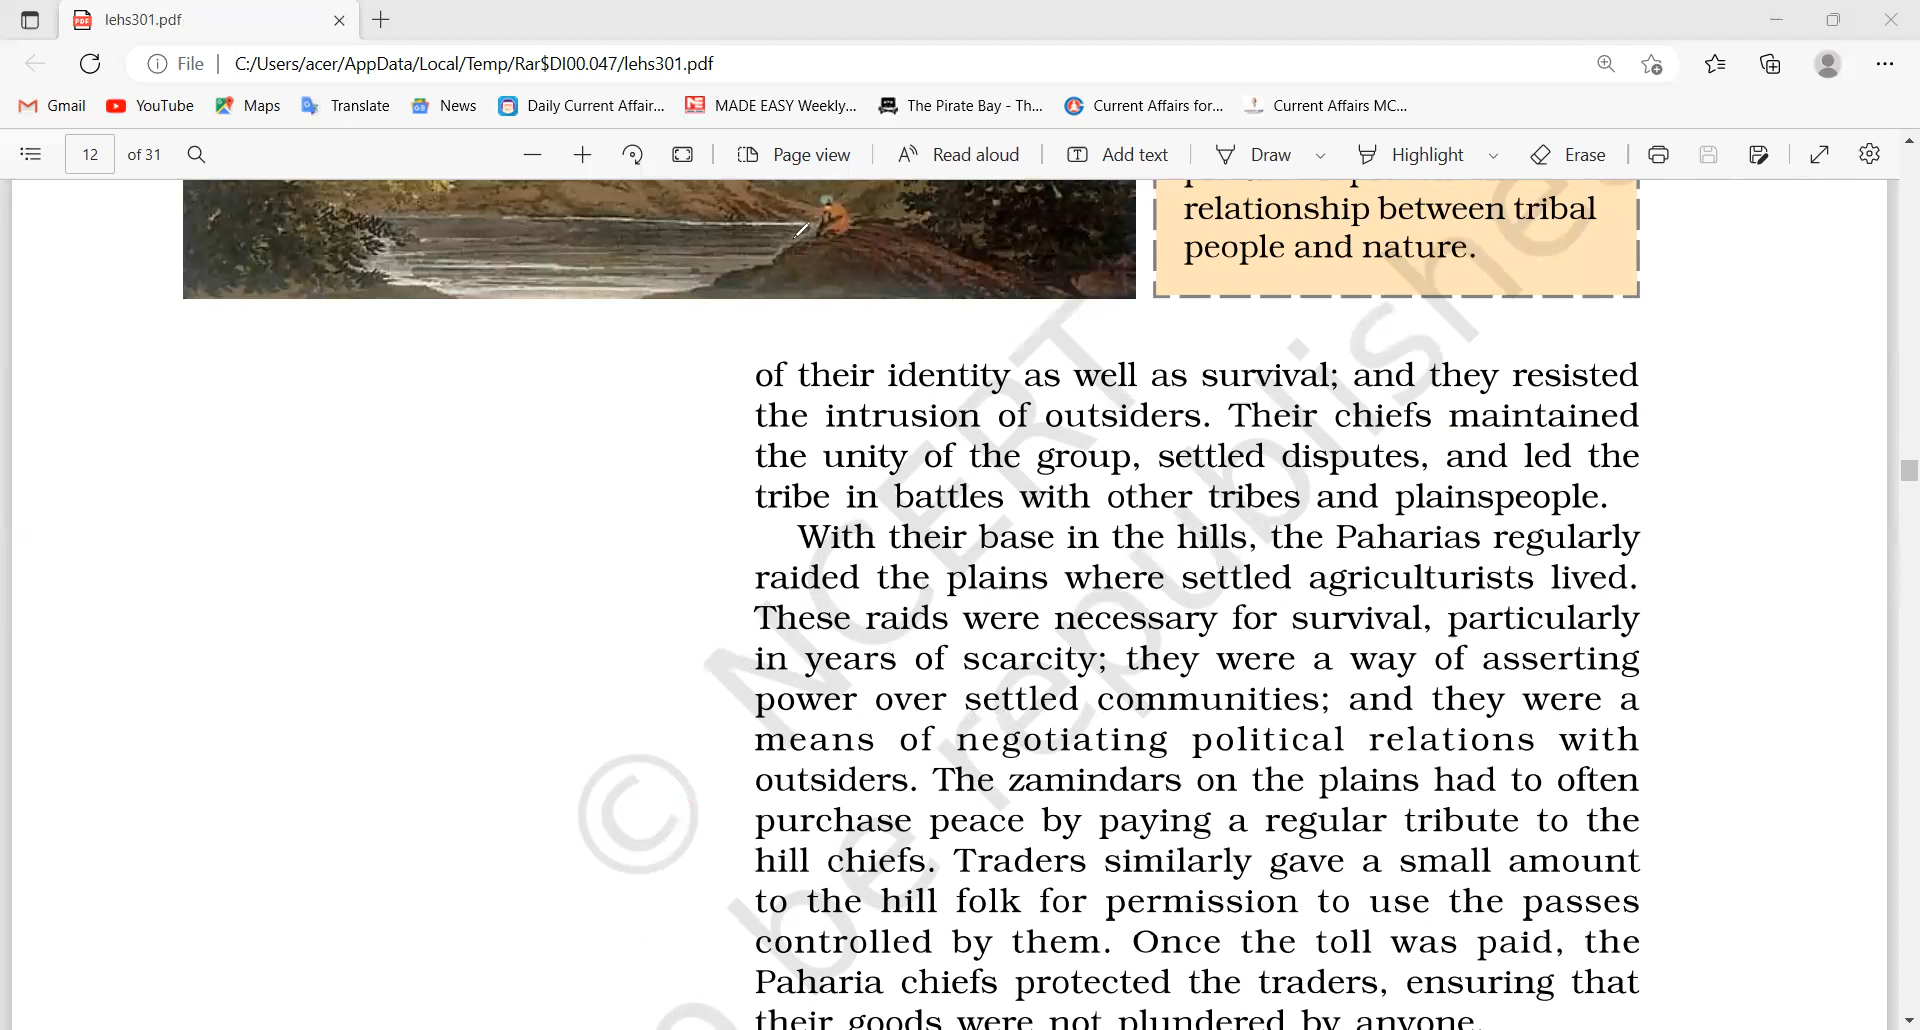 lehs301.pdf
File | C:/Users/acer/AppData/Local/Temp/Rar$DI00.047/lehs301.pdf
Gmail YouTube Maps Translate News Daily Current Affair... MADE EASY Weekly... The Pirate Bay - Th... Current Affairs for... Current Affairs MC...
12 of 31 Page view Read aloud Add text Draw Highlight Erase
relationship between tribal
people and nature.
of their identity as well as survival; and they resisted
the intrusion of outsiders. Their chiefs maintained
the unity of the group, settled disputes, and led the
tribe in battles with other tribes and plainspeople.
With their base in the hills, the Paharias regularly
raided the plains where settled agriculturists lived.
These raids were necessary for survival, particularly
in years of scarcity; they were a way of asserting
power over settled communities; and they were a
means of negotiating political relations with
outsiders. The zamindars on the plains had to often
purchase peace by paying a regular tribute to the
hill chiefs. Traders similarly gave a small amount
to the hill folk for permission to use the passes
controlled by them. Once the toll was paid, the
Paharia chiefs protected the traders, ensuring that
their goods were not plundered by anyone.
© NCERT
be republished